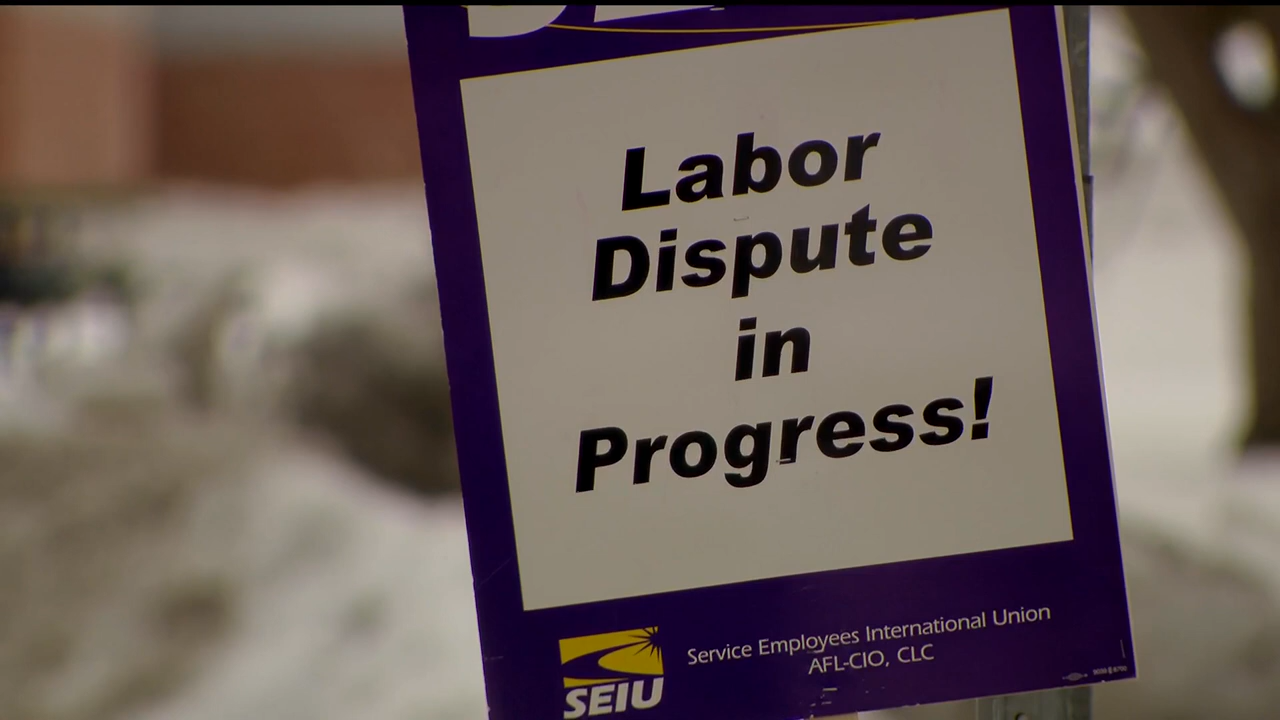 Labor
Dispute
in
Progress!
Service Employees International Union
AFL-CIO, CLC
SEIU